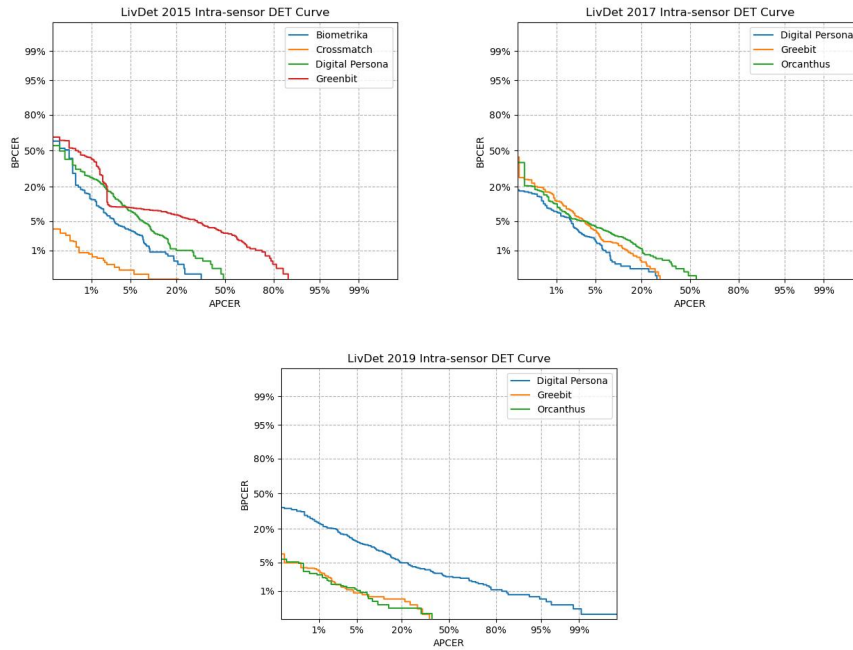 LivDet 2015 Intra-sensor DET Curve
Biometrika
Crossmatch
Digital Persona
Greenbit
99%
95%
80%
50%
20%
5%
1%
BPCER
1% 5% 20% 50% 80% 95% 99%
APCER
LivDet 2017 Intra-sensor DET Curve
Digital Persona
Greebit
Orcanthus
99%
95%
80%
50%
20%
5%
1%
BPCER
1% 5% 20% 50% 80% 95% 99%
APCER
LivDet 2019 Intra-sensor DET Curve
Digital Persona
Greebit
Orcanthus
99%
95%
80%
50%
20%
5%
1%
BPCER
1% 5% 20% 50% 80% 95% 99%
APCER